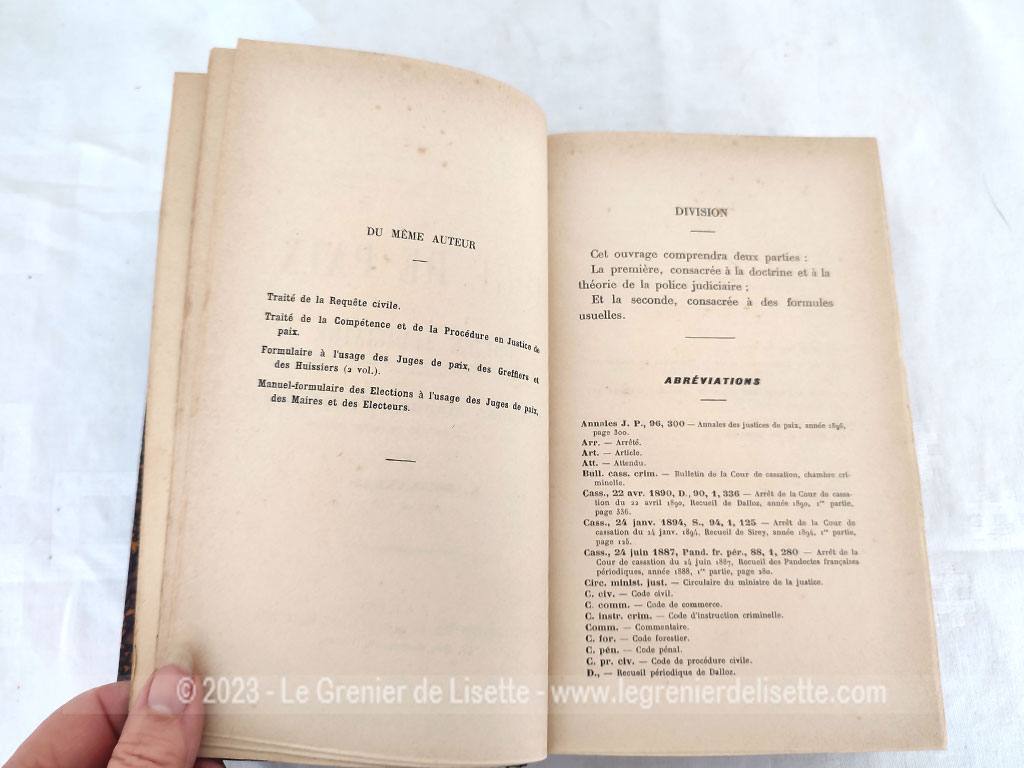 DU MÊME AUTEUR
Traité de la Requête civile.
Traité de la Compétence et de la Procédure en Justice de
paix.
Formulaire à l'usage des Juges de paix, des Greffiers et
des Huissiers (2 vol.).
Manuel-formulaire des Elections à l'usage des Juges de paix,
des Maires et des Electeurs.
DIVISION
Cet ouvrage comprendra deux parties :
La première, consacrée à la doctrine et à la
théorie de la police judiciaire ;
Et la seconde, consacrée à des formules
usuelles.
ABRÉVIATIONS
Annales J. P., 96, 300 — Annales des justices de paix, année 1896,
page 300.
Arr. — Arrêté.
Art. — Article.
Att. — Attendu.
Bull. cass. crim. — Bulletin de la Cour de cassation, chambre cri-
minelle.
Cass., 22 avr. 1890, D., 90, 1, 336 — Arrêt de la Cour de cassa-
tion du 22 avril 1890, Recueil de Dalloz, année 1890, 1re partie,
page 336.
Cass., 24 janv. 1894, S., 94, 1, 125 — Arrêt de la Cour de
cassation du 24 janv. 1894, Recueil de Sirey, année 1894, 1re partie,
page 125.
Cass., 24 juin 1887, Pand. fr. pér., 88, 1, 280 — Arrêt de la
Cour de cassation du 24 juin 1887, Recueil des Pandectes françaises
périodiques, année 1888, 1re partie, page 280.
Circ. minist. just. — Circulaire du ministre de la justice.
C. civ. — Code civil.
C. comm. — Code de commerce.
C. instr. crim. — Code d'instruction criminelle.
Comm. — Commentaire.
C. for. — Code forestier.
C. pén. — Code pénal.
C. pr. civ. — Code de procédure civile.
D., — Recueil périodique de Dalloz.
© 2023 - Le Grenier de Lisette - www.legrenierdelisette.com